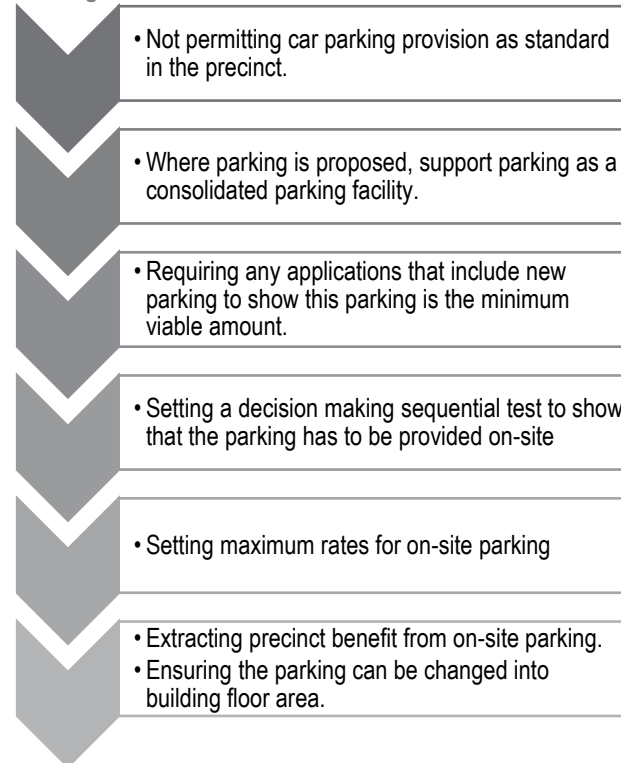 • Not permitting car parking provision as standard
in the precinct.
• Where parking is proposed, support parking as a
consolidated parking facility.
• Requiring any applications that include new
parking to show this parking is the minimum
viable amount.
• Setting a decision making sequential test to show
that the parking has to be provided on-site
• Setting maximum rates for on-site parking
• Extracting precinct benefit from on-site parking.
• Ensuring the parking can be changed into
building floor area.